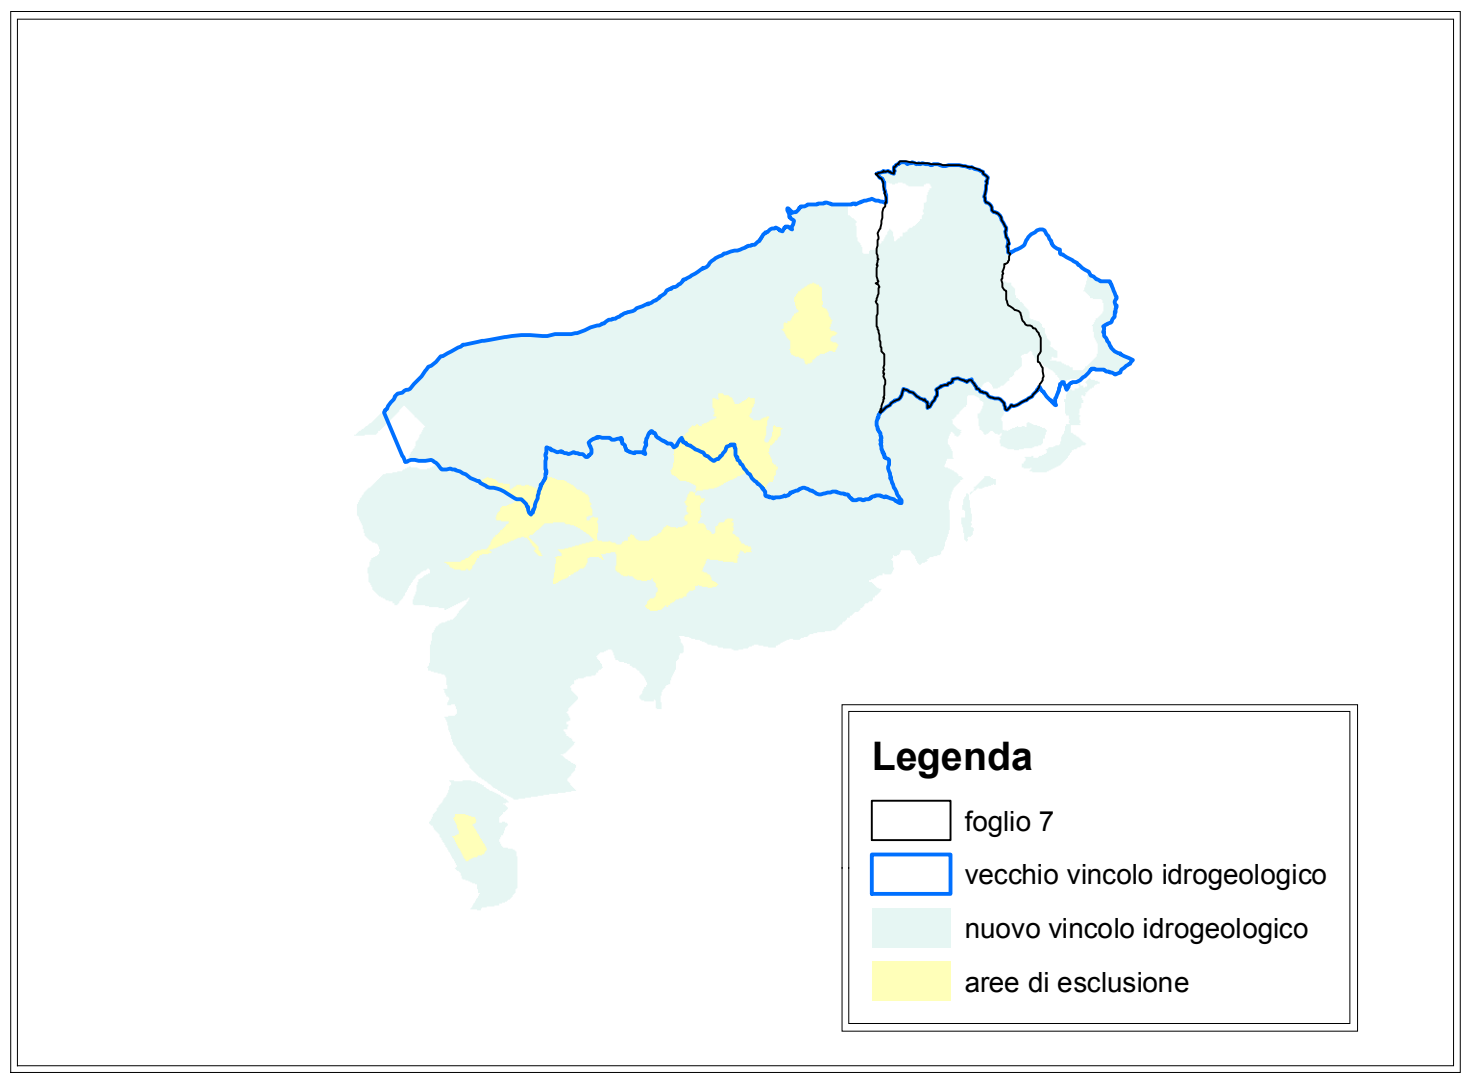 Legenda
foglio 7
vecchio vincolo idrogeologico
nuovo vincolo idrogeologico
aree di esclusione